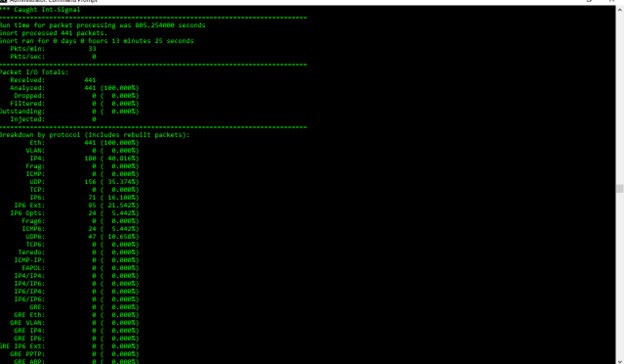 Administrator: Command Prompt
*** Caught Int-Signal
===============================================================================
Run time for packet processing was 805.254000 seconds
Snort processed 441 packets.
Snort ran for 0 days 0 hours 13 minutes 25 seconds
Pkts/min: 33
Pkts/sec: 0
===============================================================================
Packet I/O Totals:
Received: 441
Analyzed: 441 (100.000%)
Dropped: 0 ( 0.000%)
Filtered: 0 ( 0.000%)
Outstanding: 0 ( 0.000%)
Injected: 0
===============================================================================
Breakdown by protocol (includes rebuilt packets):
Eth: 441 (100.000%)
VLAN: 0 ( 0.000%)
IP4: 180 ( 40.816%)
Frag: 0 ( 0.000%)
ICMP: 0 ( 0.000%)
UDP: 156 ( 35.374%)
TCP: 0 ( 0.000%)
IP6: 71 ( 16.100%)
IP6 Ext: 95 ( 21.542%)
IP6 Opts: 24 ( 5.442%)
Frag6: 0 ( 0.000%)
ICMP6: 24 ( 5.442%)
UDP6: 47 ( 10.658%)
TCP6: 0 ( 0.000%)
Teredo: 0 ( 0.000%)
ICMP-IP: 0 ( 0.000%)
EAPOL: 0 ( 0.000%)
IP4/IP4: 0 ( 0.000%)
IP4/IP6: 0 ( 0.000%)
IP6/IP4: 0 ( 0.000%)
IP6/IP6: 0 ( 0.000%)
GRE: 0 ( 0.000%)
GRE Eth: 0 ( 0.000%)
GRE VLAN: 0 ( 0.000%)
GRE IP4: 0 ( 0.000%)
GRE IP6: 0 ( 0.000%)
GRE IP6 Ext: 0 ( 0.000%)
GRE PPTP: 0 ( 0.000%)
GRE ARP: 0 ( 0.000%)